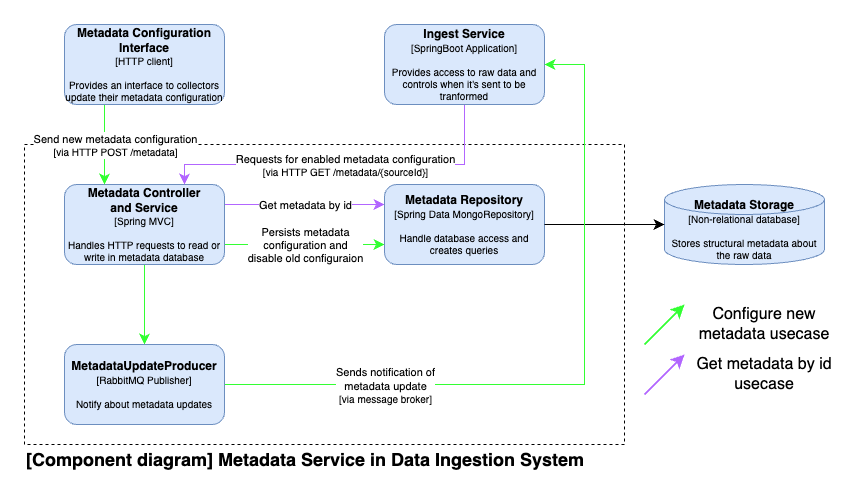 Metadata Configuration
Interface
[HTTP client]
Provides an interface to collectors
update their metadata configuration
Ingest Service
[SpringBoot Application]
Provides access to raw data and
controls when it's sent to be
tranformed
Send new metadata configuration
[via HTTP POST /metadata]
Requests for enabled metadata configuration
[via HTTP GET /metadata/{sourceId}]
Metadata Controller
and Service
[Spring MVC]
Handles HTTP requests to read or
write in metadata database
Get metadata by id
Persists metadata
configuration and
disable old configuraion
Metadata Repository
[Spring Data MongoRepository]
Handle database access and
creates queries
Metadata Storage
[Non-relational database]
Stores structural metadata about
the raw data
Configure new
metadata usecase
Get metadata by id
usecase
MetadataUpdateProducer
[RabbitMQ Publisher]
Notify about metadata updates
Sends notification of
metadata update
[via message broker]
[Component diagram] Metadata Service in Data Ingestion System